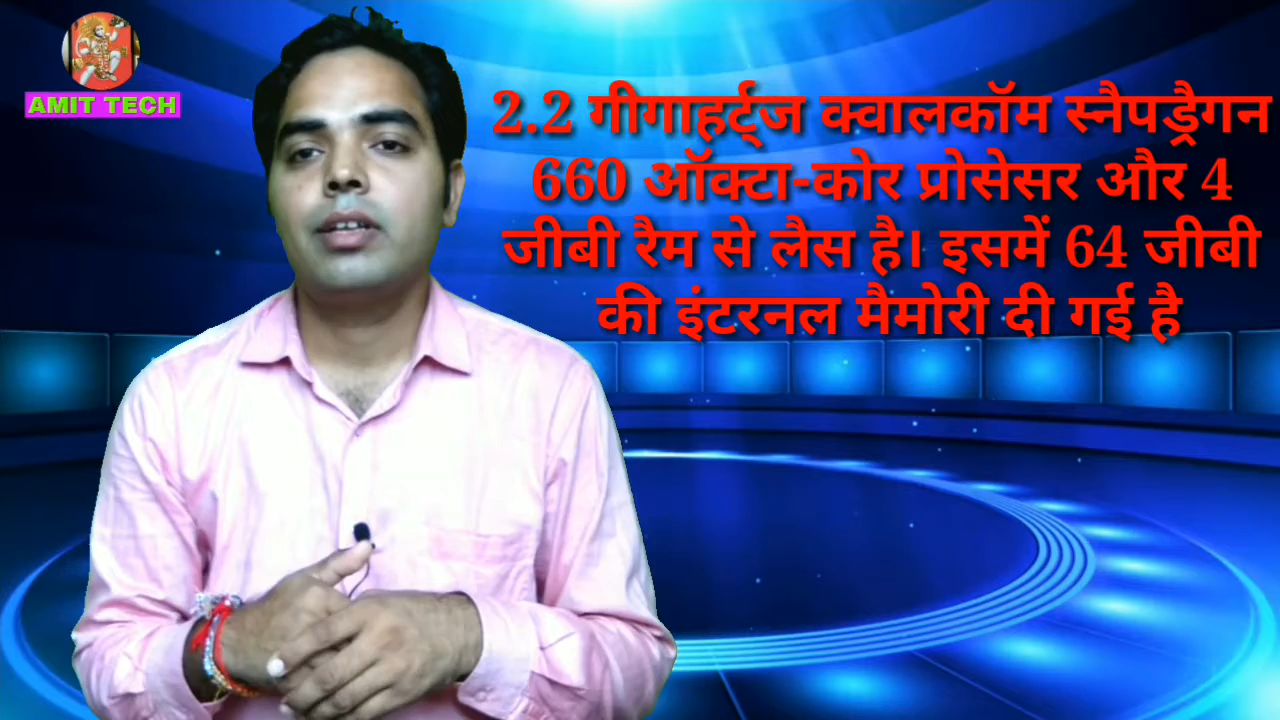 AMIT TECH
2.2 गीगाहर्ट्ज क्वालकॉम स्नैपड्रैगन
660 ऑक्टा-कोर प्रोसेसर और 4
जीबी रैम से लैस है। इसमें 64 जीबी
की इंटरनल मैमोरी दी गई है